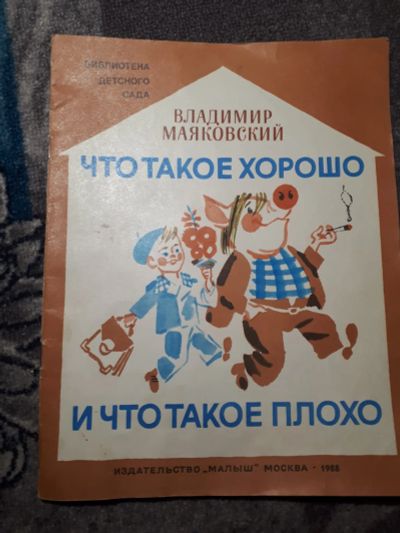 БИБЛИОТЕКА
ДЕТСКОГО
САДА
ВЛАДИМИР
МАЯКОВСКИЙ
ЧТО ТАКОЕ ХОРОШО
И ЧТО ТАКОЕ ПЛОХО
ИЗДАТЕЛЬСТВО „МАЛЫШ" МОСКВА · 1988